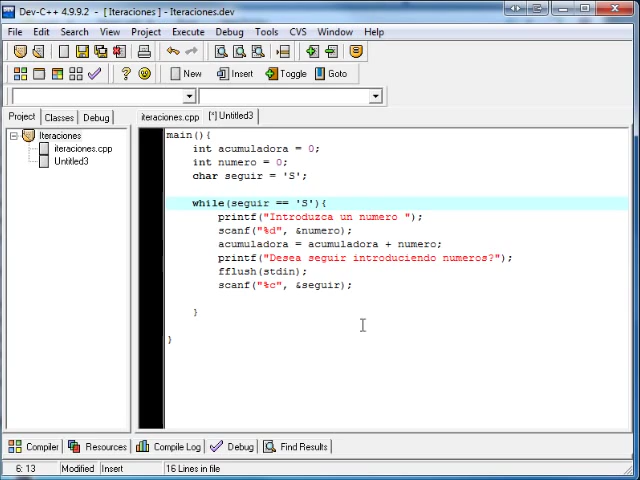 Dev-C++ 4.9.9.2 - [ Iteraciones ] - Iteraciones.dev
File Edit Search View Project Execute Debug Tools CVS Window Help
New Insert Toggle Goto
Project Classes Debug
iteraciones.cpp [*] Untitled3
Iteraciones
iteraciones.cpp
Untitled3
main(){
int acumuladora = 0;
int numero = 0;
char seguir = 'S';
while(seguir == 'S'){
printf("Introduzca un numero ");
scanf("%d", &numero);
acumuladora = acumuladora + numero;
printf("Desea seguir introduciendo numeros?");
fflush(stdin);
scanf("%c", &seguir);
}
}
Compiler Resources Compile Log Debug Find Results
6: 13 Modified Insert 16 Lines in file